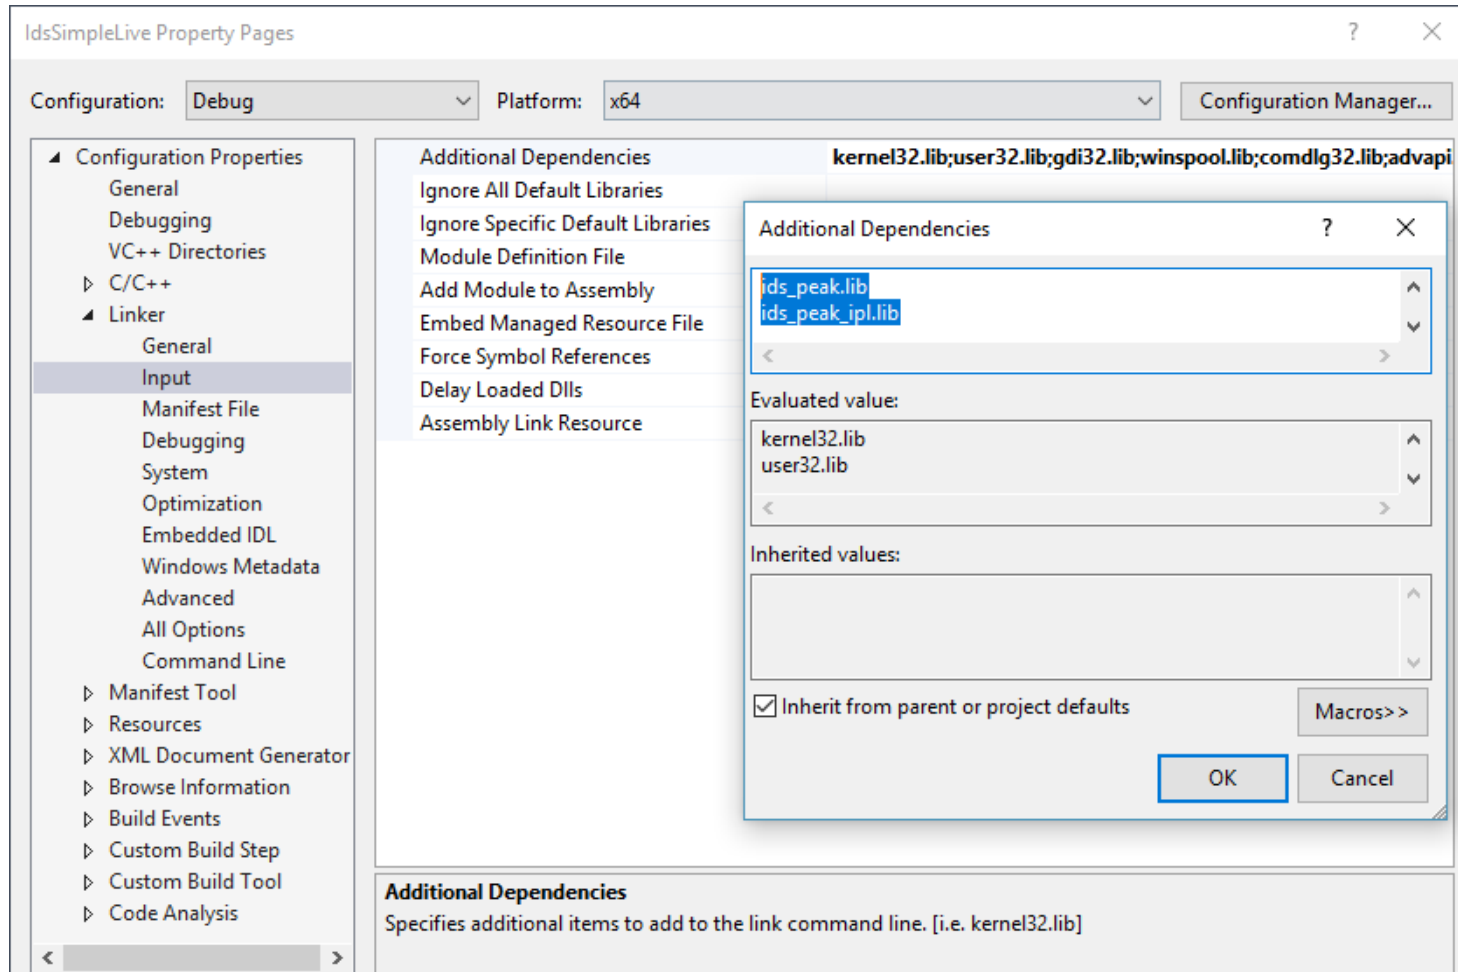 IdsSimpleLive Property Pages
Configuration: Debug Platform: x64 Configuration Manager...
Configuration Properties
General
Debugging
VC++ Directories
C/C++
Linker
General
Input
Manifest File
Debugging
System
Optimization
Embedded IDL
Windows Metadata
Advanced
All Options
Command Line
Manifest Tool
Resources
XML Document Generator
Browse Information
Build Events
Custom Build Step
Custom Build Tool
Code Analysis
Additional Dependencies kernel32.lib;user32.lib;gdi32.lib;winspool.lib;comdlg32.lib;advapi
Ignore All Default Libraries
Ignore Specific Default Libraries
Module Definition File
Add Module to Assembly
Embed Managed Resource File
Force Symbol References
Delay Loaded Dlls
Assembly Link Resource
Additional Dependencies
ids_peak.lib
ids_peak_ipl.lib
Evaluated value:
kernel32.lib
user32.lib
Inherited values:
Inherit from parent or project defaults
Macros>>
OK Cancel
Additional Dependencies
Specifies additional items to add to the link command line. [i.e. kernel32.lib]